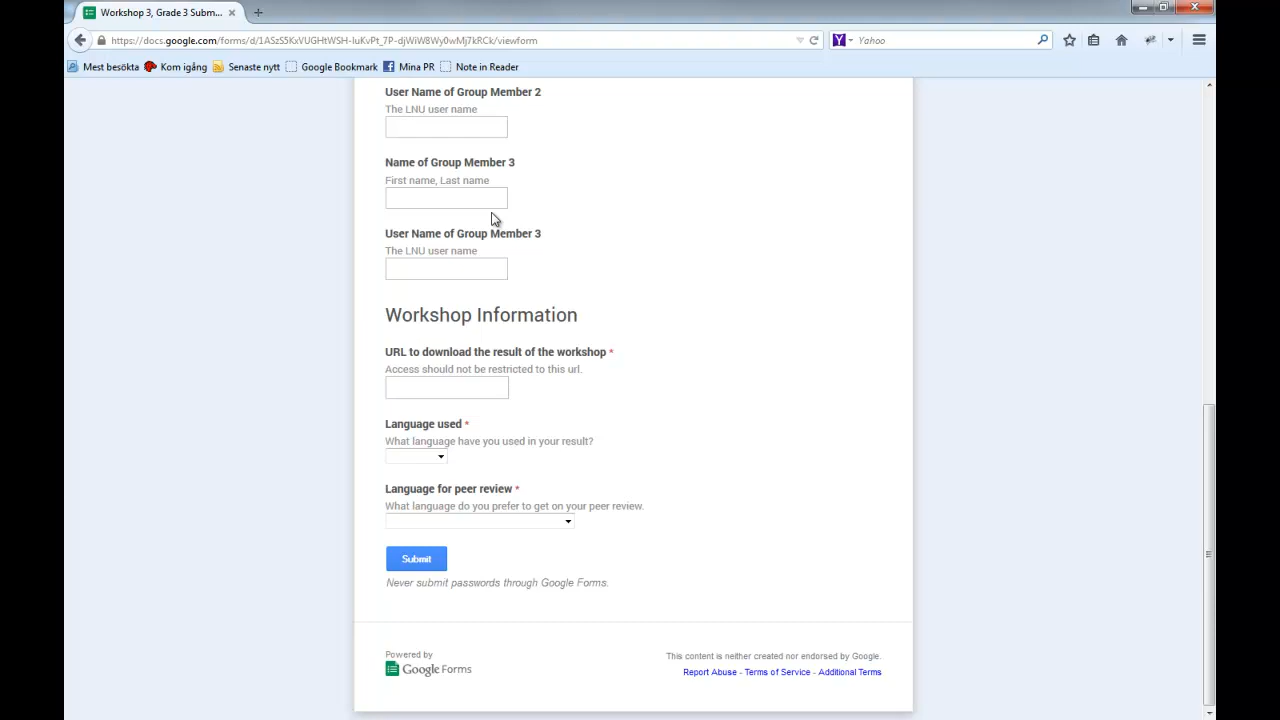 Workshop 3, Grade 3 Subm...
https://docs.google.com/forms/d/1ASzS5KxVUGHtWSH-IuKvPt_7P-djWiW8Wy0wMj7kRCk/viewform
Yahoo
Mest besökta
Kom igång
Senaste nytt
Google Bookmark
Mina PR
Note in Reader
User Name of Group Member 2
The LNU user name
Name of Group Member 3
First name, Last name
User Name of Group Member 3
The LNU user name
Workshop Information
URL to download the result of the workshop *
Access should not be restricted to this url.
Language used *
What language have you used in your result?
Language for peer review *
What language do you prefer to get on your peer review.
Submit
Never submit passwords through Google Forms.
Powered by
Google Forms
This content is neither created nor endorsed by Google.
Report Abuse - Terms of Service - Additional Terms